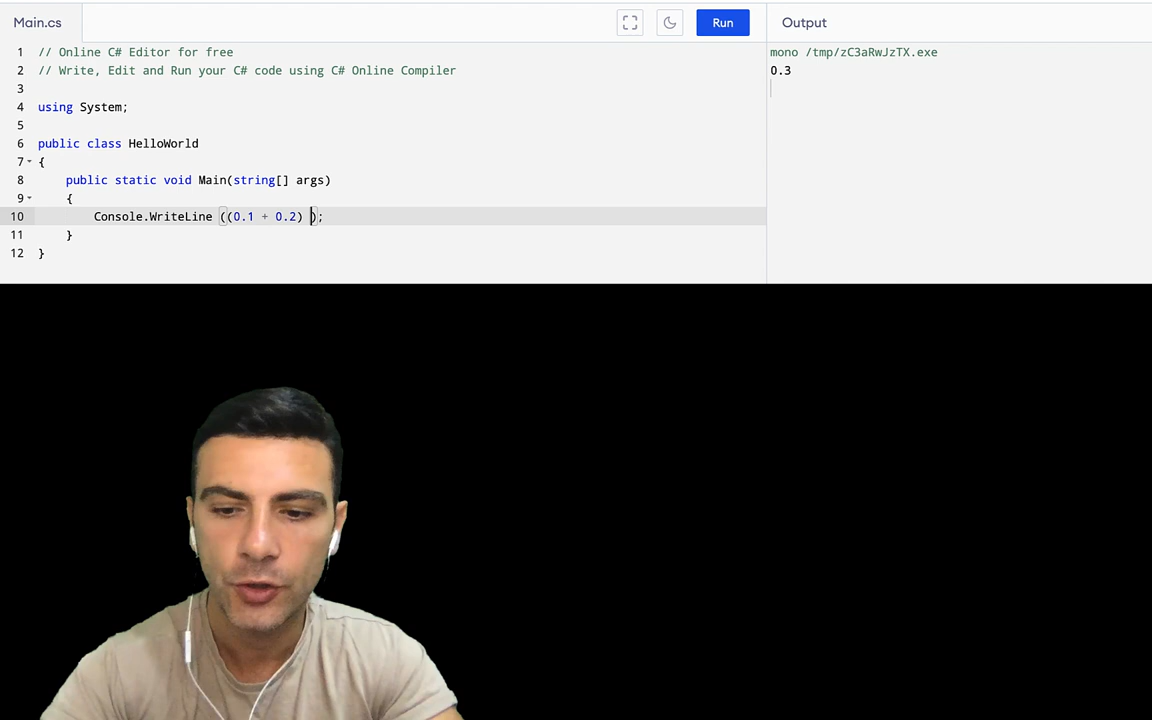 Main.cs
Run
Output
1 // Online C# Editor for free
2 // Write, Edit and Run your C# code using C# Online Compiler
3
4 using System;
5
6 public class HelloWorld
7 {
8 public static void Main(string[] args)
9 {
10 Console.WriteLine ((0.1 + 0.2) );
11 }
12 }
mono /tmp/zC3aRwJzTX.exe
0.3